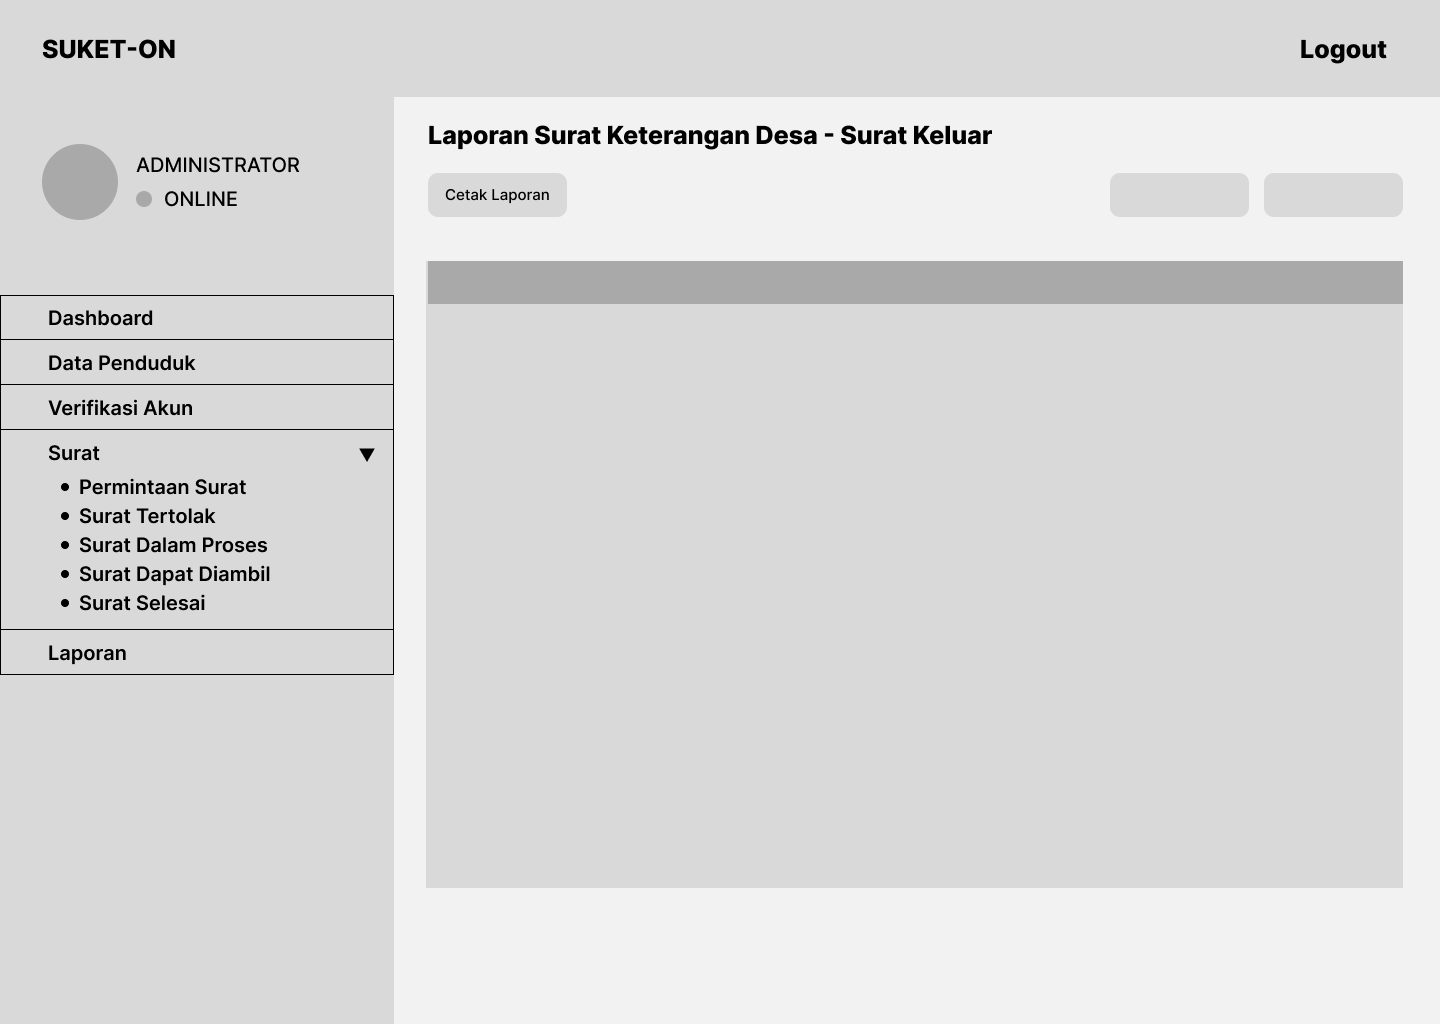 SUKET-ON
Logout
ADMINISTRATOR
ONLINE
Dashboard
Data Penduduk
Verifikasi Akun
Surat
Permintaan Surat
Surat Tertolak
Surat Dalam Proses
Surat Dapat Diambil
Surat Selesai
Laporan
Laporan Surat Keterangan Desa - Surat Keluar
Cetak Laporan